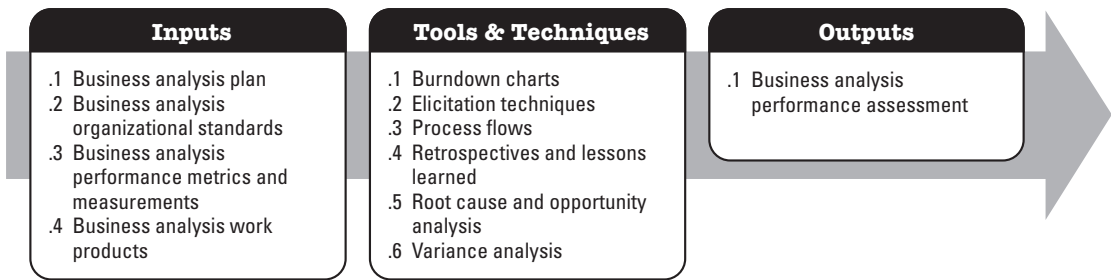 Inputs
.1 Business analysis plan
.2 Business analysis
organizational standards
.3 Business analysis
performance metrics and
measurements
.4 Business analysis work
products
Tools & Techniques
.1 Burndown charts
.2 Elicitation techniques
.3 Process flows
.4 Retrospectives and lessons
learned
.5 Root cause and opportunity
analysis
.6 Variance analysis
Outputs
.1 Business analysis
performance assessment